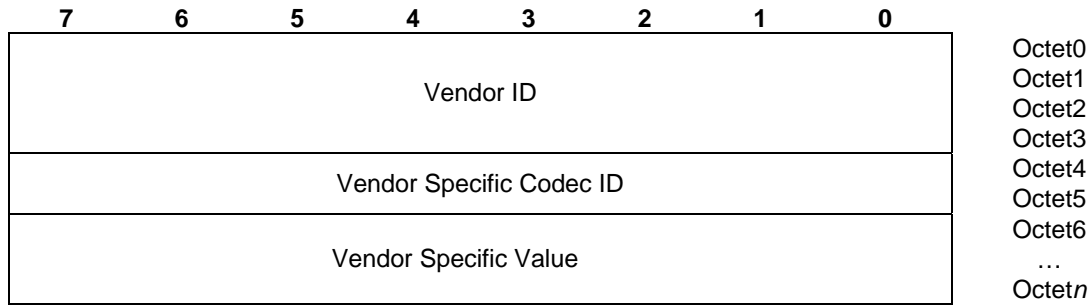 7 6 5 4 3 2 1 0
Octet0
Octet1
Vendor ID
Octet2
Octet3
Vendor Specific Codec ID
Octet4
Octet5
Octet6
Vendor Specific Value
…
Octetn